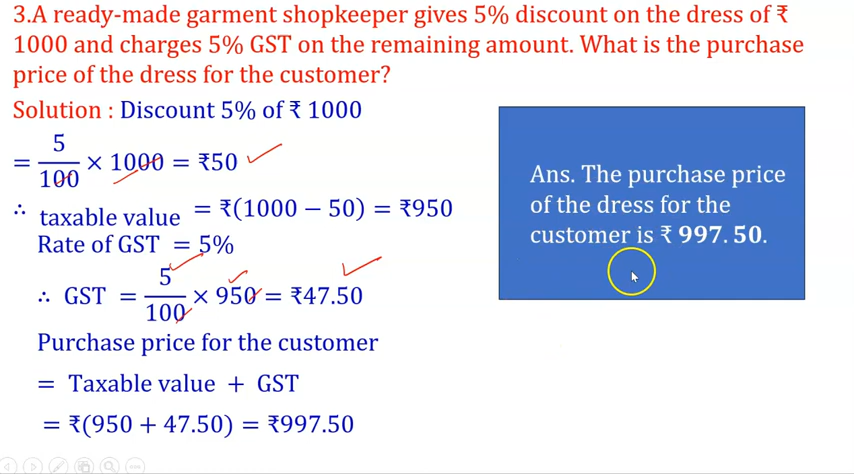 3.A ready-made garment shopkeeper gives 5% discount on the dress of ₹
1000 and charges 5% GST on the remaining amount. What is the purchase
price of the dress for the customer?
Solution : Discount 5% of ₹ 1000
= 5/100 × 1000 = ₹50
∴ taxable value = ₹(1000 − 50) = ₹950
Rate of GST = 5%
∴ GST = 5/100 × 950 = ₹47.50
Purchase price for the customer
= Taxable value + GST
= ₹(950 + 47.50) = ₹997.50
Ans. The purchase price
of the dress for the
customer is ₹ 997.50.